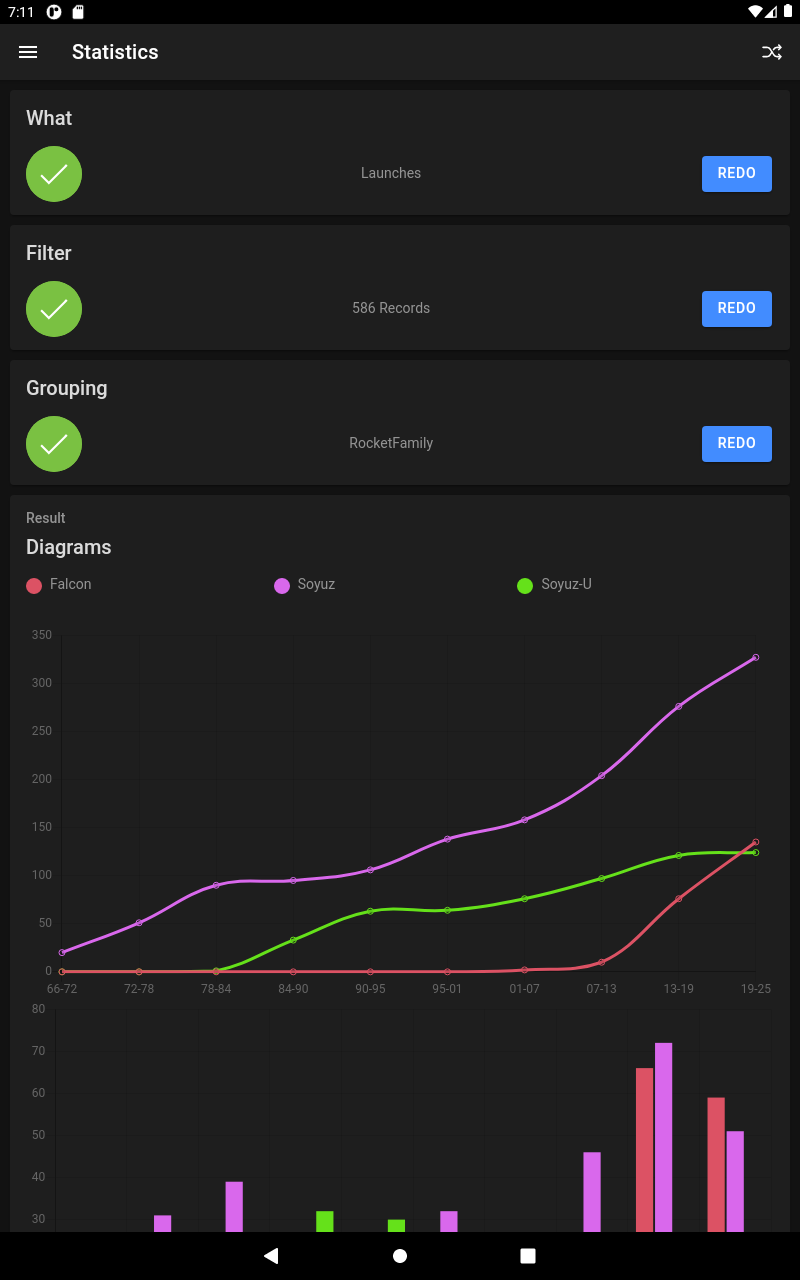 7:11
Statistics
What
Launches
REDO
Filter
586 Records
REDO
Grouping
RocketFamily
REDO
Result
Diagrams
Falcon
Soyuz
Soyuz-U
350
300
250
200
150
100
50
0
66-72 72-78 78-84 84-90 90-95 95-01 01-07 07-13 13-19 19-25
80
70
60
50
40
30